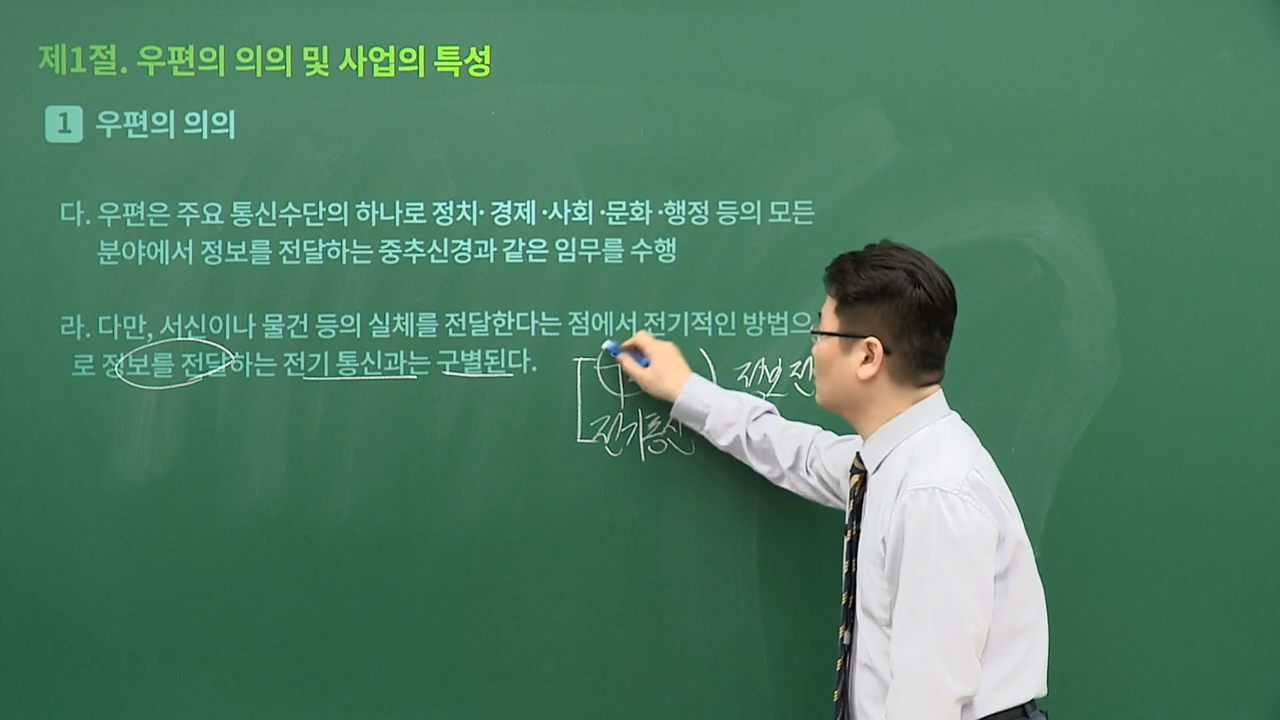 제1절. 우편의 의의 및 사업의 특성
1 우편의 의의
다. 우편은 주요 통신수단의 하나로 정치· 경제 ·사회 ·문화 ·행정 등의 모든
분야에서 정보를 전달하는 중추신경과 같은 임무를 수행
라. 다만, 서신이나 물건 등의 실체를 전달한다는 점에서 전기적인 방법으
로 정보를 전달하는 전기 통신과는 구별된다.
정보 전
전기통신